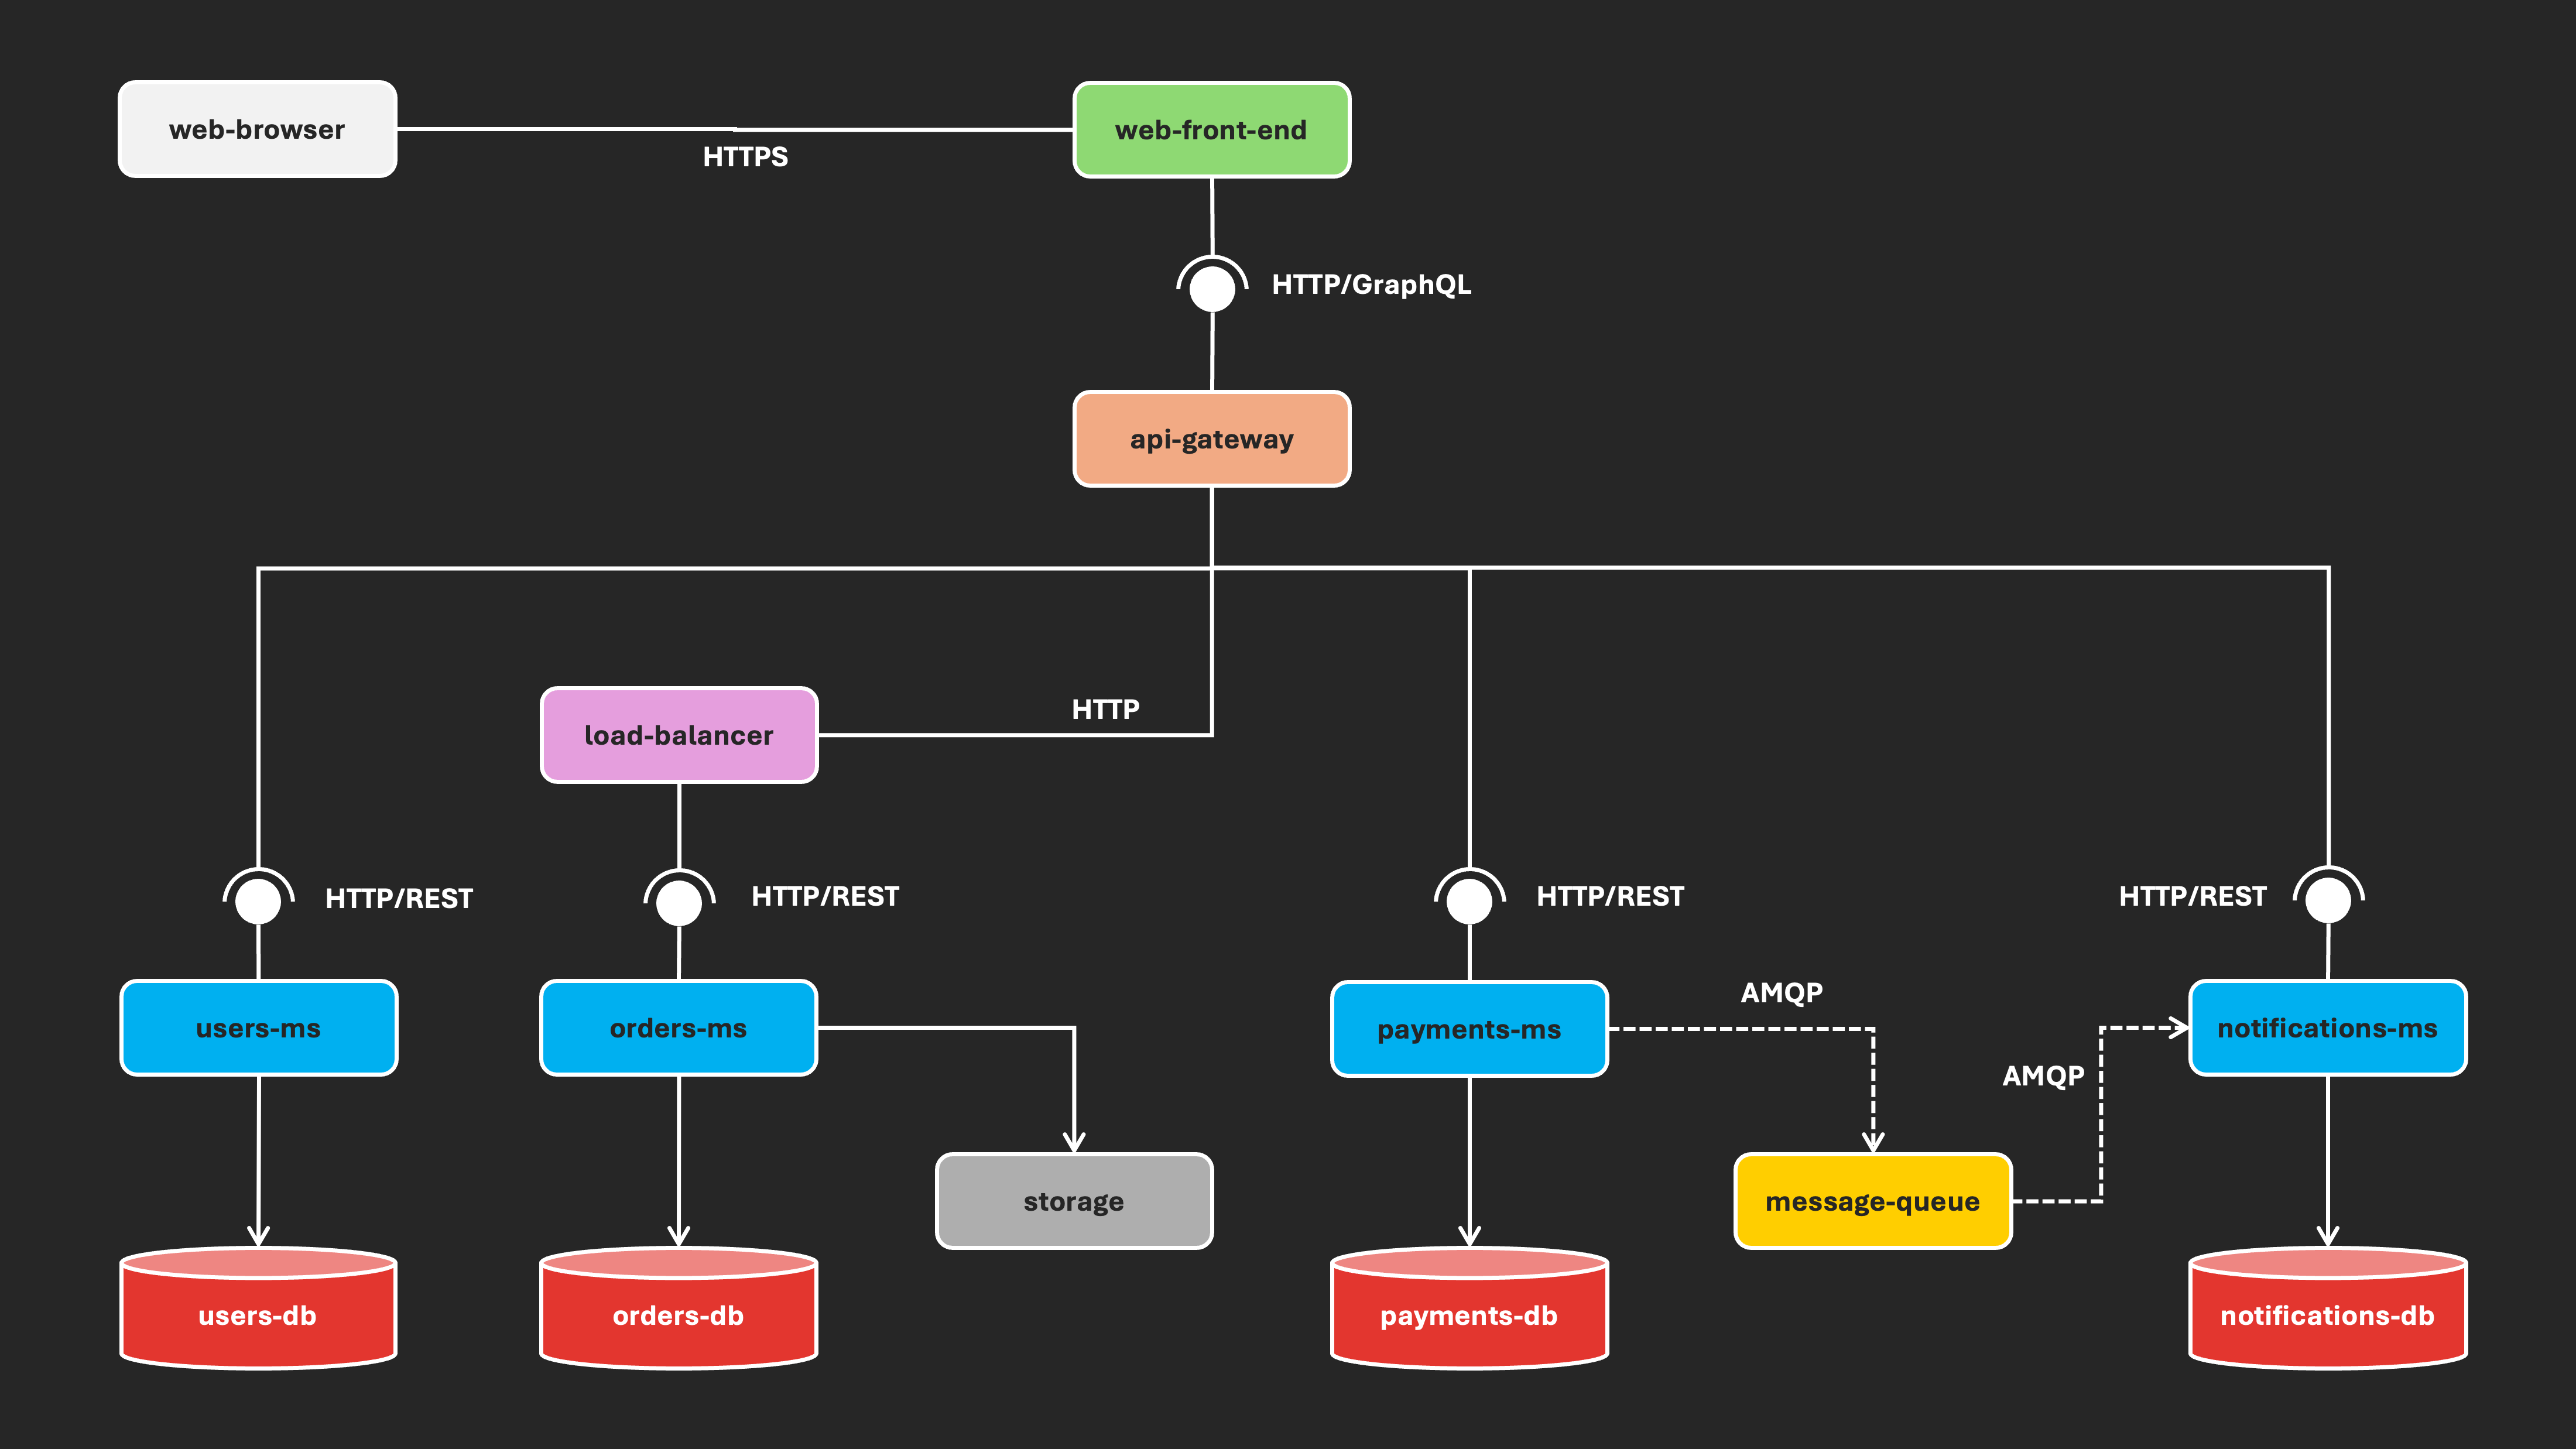 web-browser
web-front-end
HTTPS
HTTP/GraphQL
api-gateway
HTTP
load-balancer
HTTP/REST
HTTP/REST
HTTP/REST
HTTP/REST
AMQP
users-ms
orders-ms
payments-ms
notifications-ms
AMQP
storage
message-queue
users-db
orders-db
payments-db
notifications-db